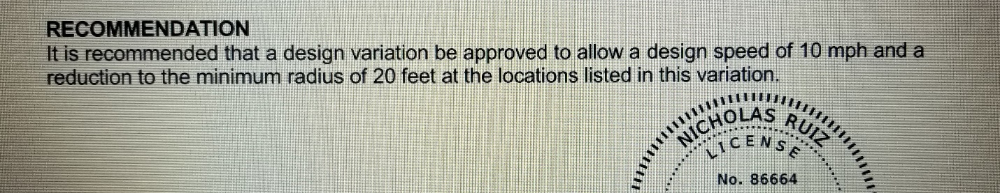 RECOMMENDATION
It is recommended that a design variation be approved to allow a design speed of 10 mph and a
reduction to the minimum radius of 20 feet at the locations listed in this variation.
NICHOLAS RUIZ
LICENSE
No. 86664